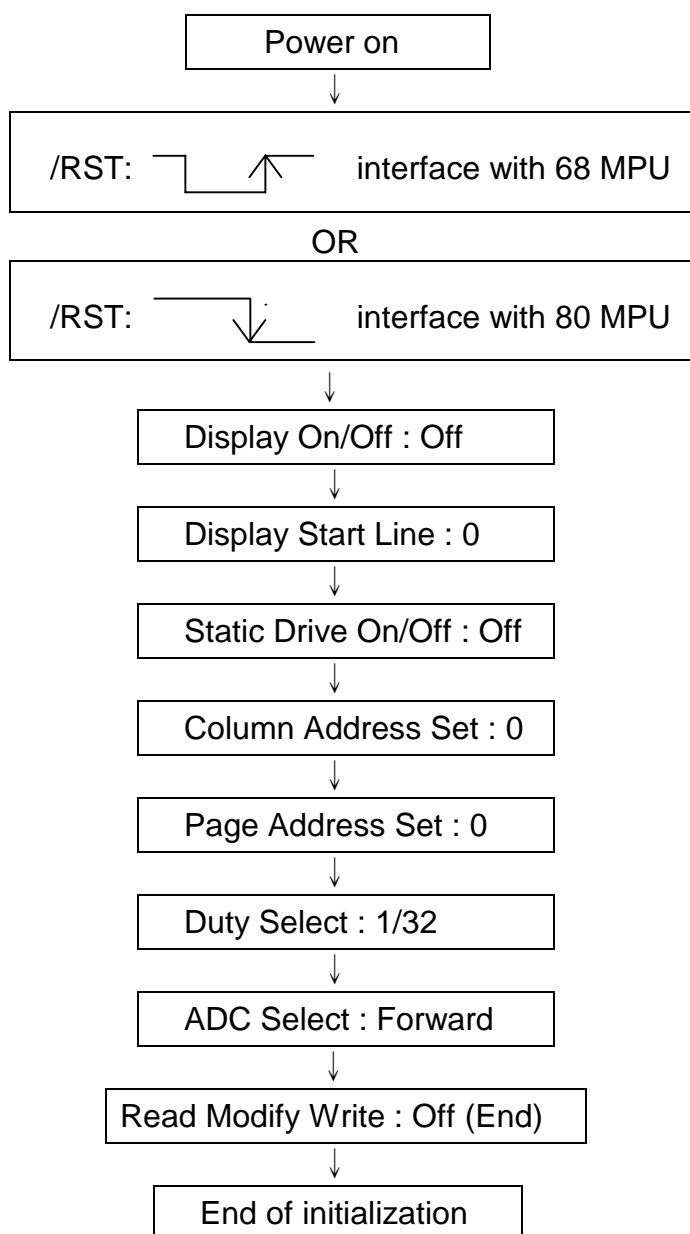 Power on
/RST: interface with 68 MPU
OR
/RST: interface with 80 MPU
Display On/Off : Off
Display Start Line : 0
Static Drive On/Off : Off
Column Address Set : 0
Page Address Set : 0
Duty Select : 1/32
ADC Select : Forward
Read Modify Write : Off (End)
End of initialization